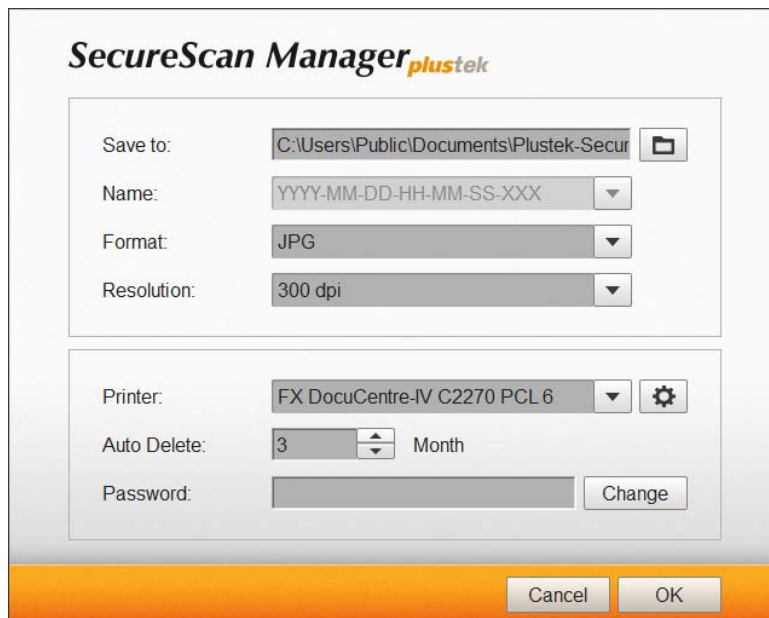 SecureScan Manager plustek
Save to: C:\Users\Public\Documents\Plustek-Secur
Name: YYYY-MM-DD-HH-MM-SS-XXX
Format: JPG
Resolution: 300 dpi
Printer: FX DocuCentre-IV C2270 PCL 6
Auto Delete: 3 Month
Password: Change
Cancel OK